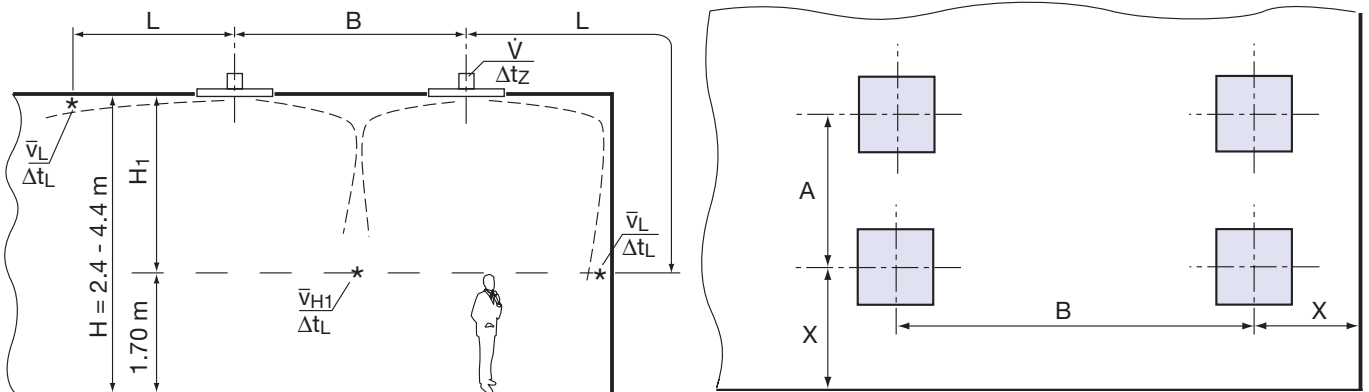 L
B
L
V̇
ΔtZ
v̄L
ΔtL
H1
H = 2.4 - 4.4 m
v̄L
ΔtL
v̄H1
ΔtL
1.70 m
A
B
X
X